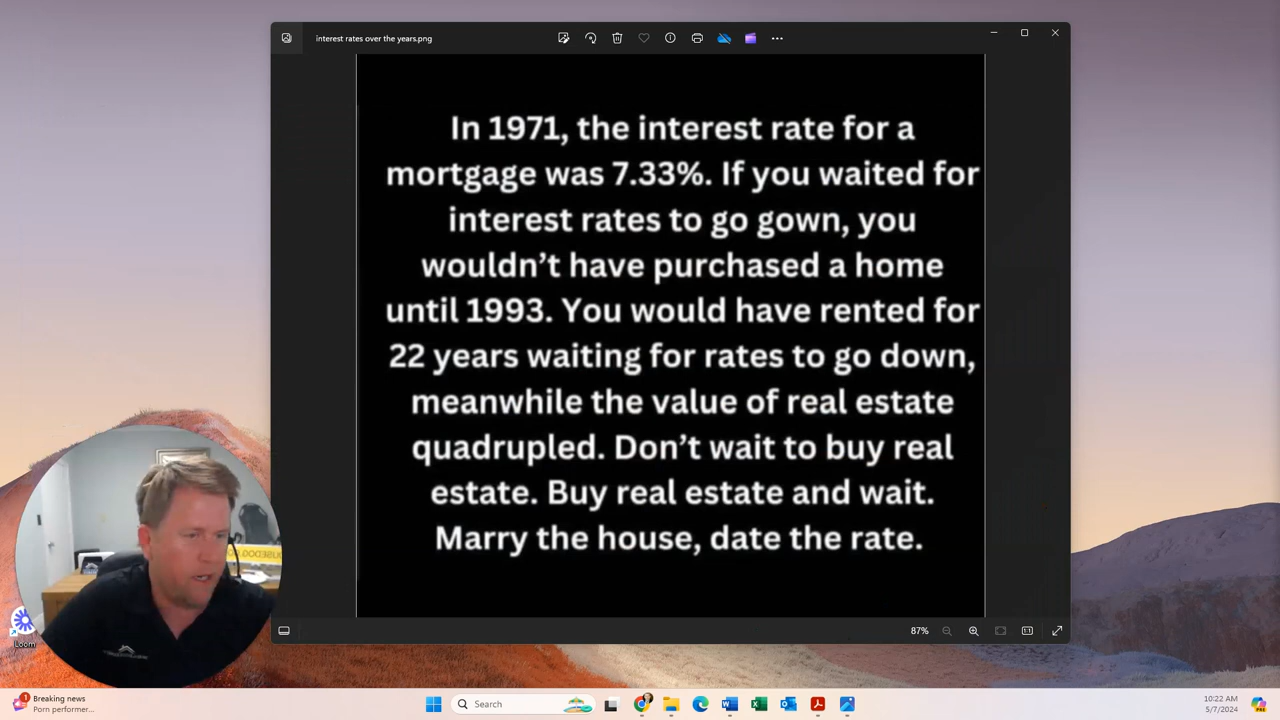 interest rates over the years.png
In 1971, the interest rate for a
mortgage was 7.33%. If you waited for
interest rates to go gown, you
wouldn't have purchased a home
until 1993. You would have rented for
22 years waiting for rates to go down,
meanwhile the value of real estate
quadrupled. Don't wait to buy real
estate. Buy real estate and wait.
Marry the house, date the rate.
87%
Loom
Breaking news
Porn performer...
Search
10:22 AM
5/7/2024